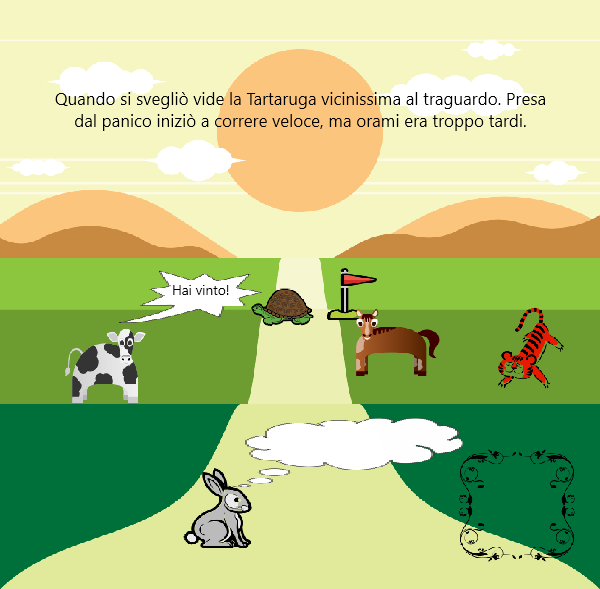 Quando si svegliò vide la Tartaruga vicinissima al traguardo. Presa
dal panico iniziò a correre veloce, ma orami era troppo tardi.
Hai vinto!